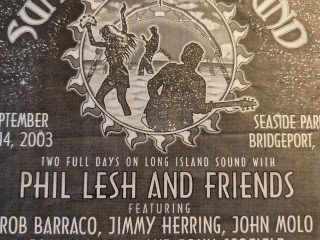 SEPTEMBER
14, 2003
SEASIDE PAR
BRIDGEPORT,
TWO FULL DAYS ON LONG ISLAND SOUND WITH
PHIL LESH AND FRIENDS
FEATURING
ROB BARRACO, JIMMY HERRING, JOHN MOLO